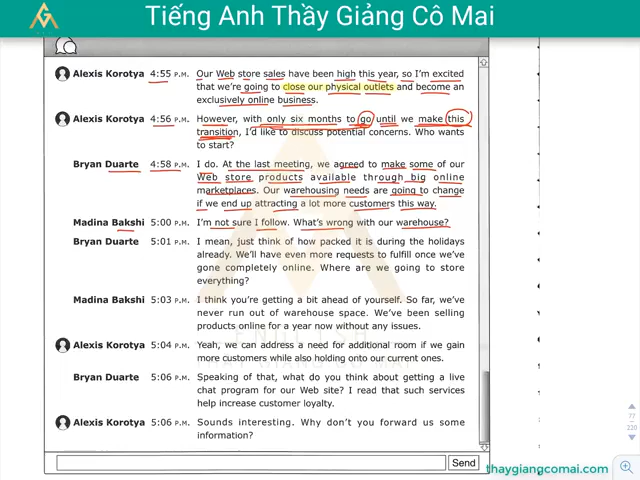 Tiếng Anh Thầy Giảng Cô Mai
Alexis Korotya 4:55 P.M. Our Web store sales have been high this year, so I'm excited
that we're going to close our physical outlets and become an
exclusively online business.
Alexis Korotya 4:56 P.M. However, with only six months to go until we make this
transition, I'd like to discuss potential concerns. Who wants
to start?
Bryan Duarte 4:58 P.M. I do. At the last meeting, we agreed to make some of our
Web store products available through big online
marketplaces. Our warehousing needs are going to change
if we end up attracting a lot more customers this way.
Madina Bakshi 5:00 P.M. I'm not sure I follow. What's wrong with our warehouse?
Bryan Duarte 5:01 P.M. I mean, just think of how packed it is during the holidays
already. We'll have even more requests to fulfill once we've
gone completely online. Where are we going to store
everything?
Madina Bakshi 5:03 P.M. I think you're getting a bit ahead of yourself. So far, we've
never run out of warehouse space. We've been selling
products online for a year now without any issues.
Alexis Korotya 5:04 P.M. Yeah, we can address a need for additional room if we gain
more customers while also holding onto our current ones.
Bryan Duarte 5:06 P.M. Speaking of that, what do you think about getting a live
chat program for our Web site? I read that such services
help increase customer loyalty.
Alexis Korotya 5:06 P.M. Sounds interesting. Why don't you forward us some
information?
Send
thaygiangcomai.com
77
220